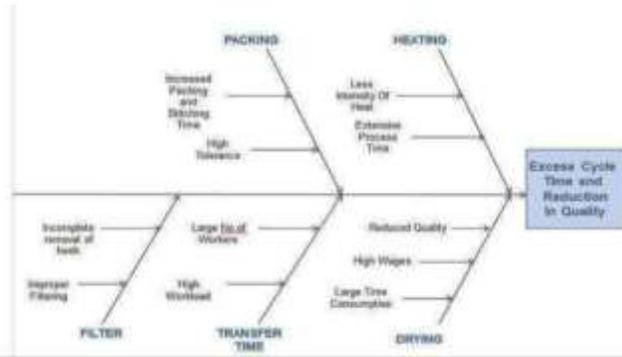 PACKING
HEATING
Increased
Packing
and
Stitching
Time
High
Tolerance
Less
Intensity Of
Heat
Extensive
Process
Time
Excess Cycle
Time and
Reduction
In Quality
Incomplete
removal of
Improper
Filtering
Large No.of
Workers
High
Workload
Reduced Quality
High Wages
Large Time
Consumption
FILTER
TRANSFER
TIME
DRYING